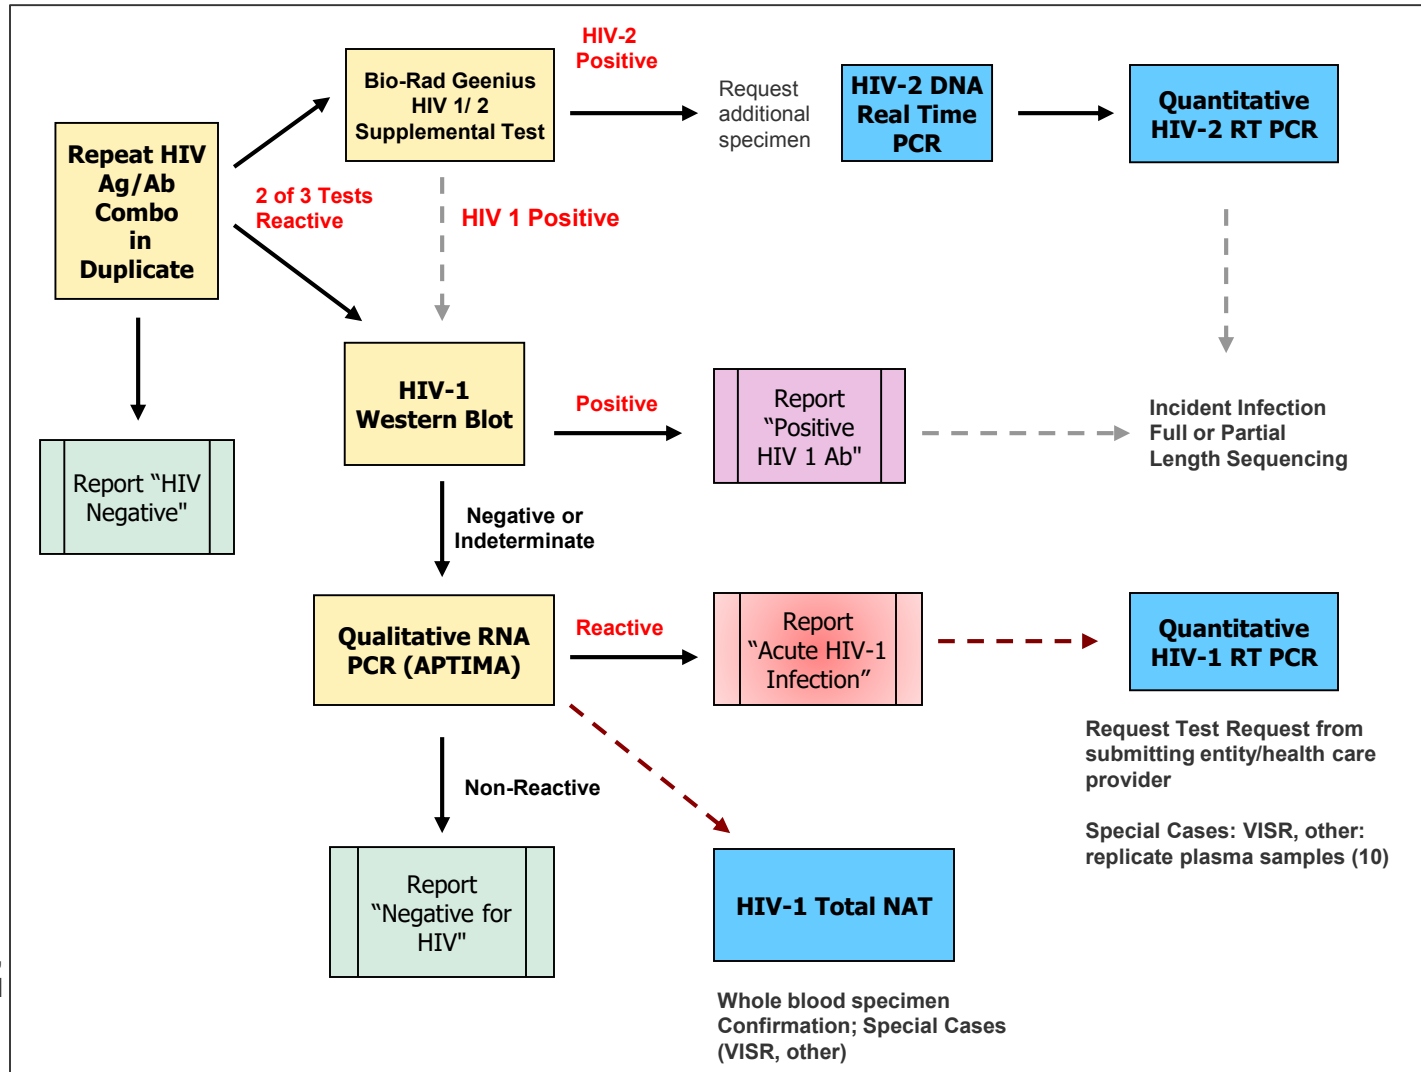 HIV-2
Positive
Bio-Rad Geenius
HIV 1/ 2
Supplemental Test
Request
additional
specimen
HIV-2 DNA
Real Time
PCR
Quantitative
HIV-2 RT PCR
Repeat HIV
Ag/Ab
Combo
in
Duplicate
2 of 3 Tests
Reactive
HIV 1 Positive
HIV-1
Western Blot
Positive
Report
“Positive
HIV 1 Ab"
Incident Infection
Full or Partial
Length Sequencing
Report “HIV
Negative"
Negative or
Indeterminate
Qualitative RNA
PCR (APTIMA)
Reactive
Report
“Acute HIV-1
Infection”
Quantitative
HIV-1 RT PCR
Request Test Request from
submitting entity/health care
provider
Special Cases: VISR, other:
replicate plasma samples (10)
Non-Reactive
Report
“Negative for
HIV"
HIV-1 Total NAT
Whole blood specimen
Confirmation; Special Cases
(VISR, other)